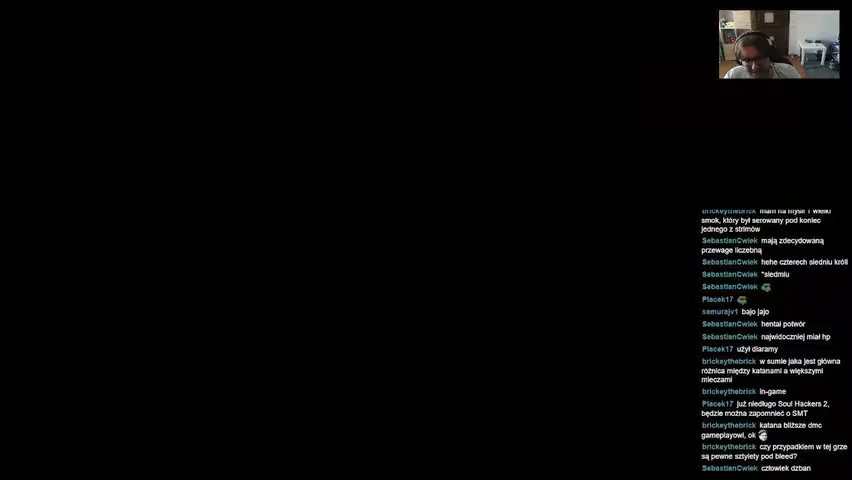 brickeythebrick mam na myśli 1 wielki
smok, który był serowany pod koniec
jednego z strimów
SebastianCwiek mają zdecydowaną
przewage liczebną
SebastianCwiek hehe czterech siedniu króli
SebastianCwiek *siedmiu
SebastianCwiek
Placek17
samurajv1 bajo jajo
SebastianCwiek hentai potwór
SebastianCwiek najwidoczniej miał hp
Placek17 użył diaramy
brickeythebrick w sumie jaka jest główna
różnica między katanami a większymi
mieczami
brickeythebrick in-game
Placek17 już niedługo Soul Hackers 2,
będzie można zapomnieć o SMT
brickeythebrick katana bliższe dmc
gameplayowi, ok
brickeythebrick czy przypadkiem w tej grze
są pewne sztylety pod bleed?
SebastianCwiek człowiek dzban